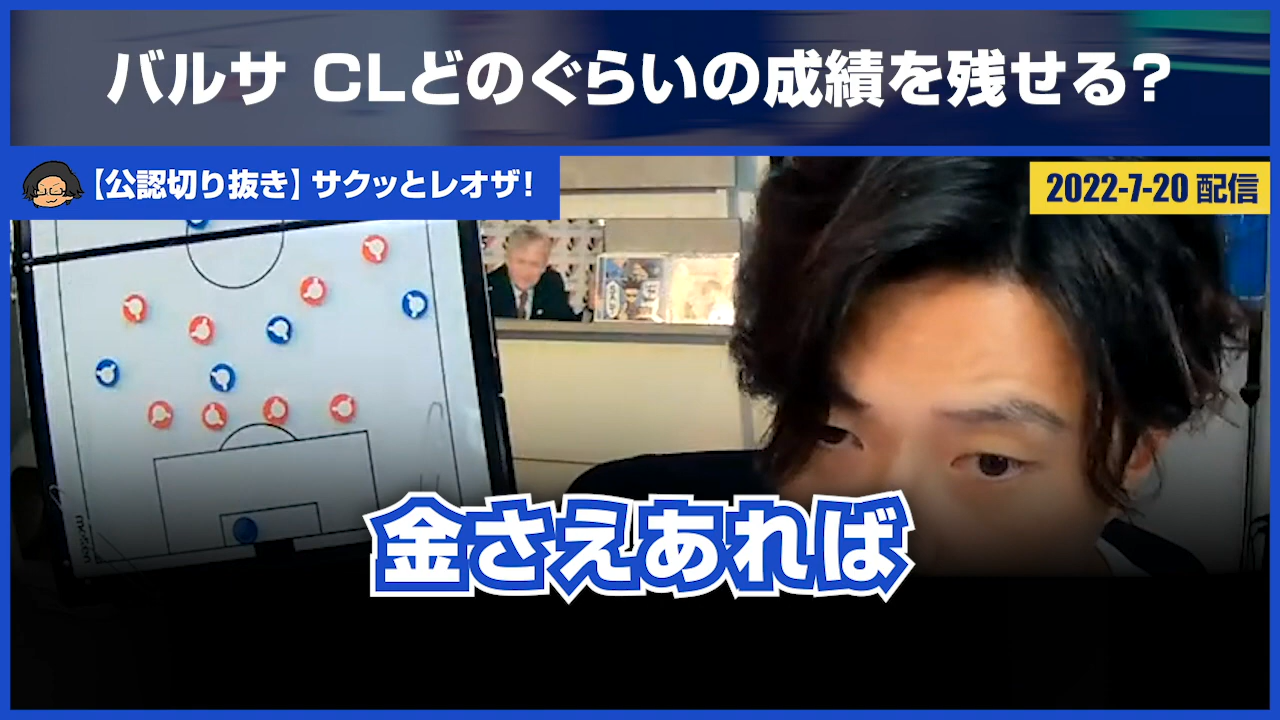 バルサ CLどのぐらいの成績を残せる?
【公認切り抜き】サクッとレオザ!
2022-7-20 配信
molten
金さえあれば